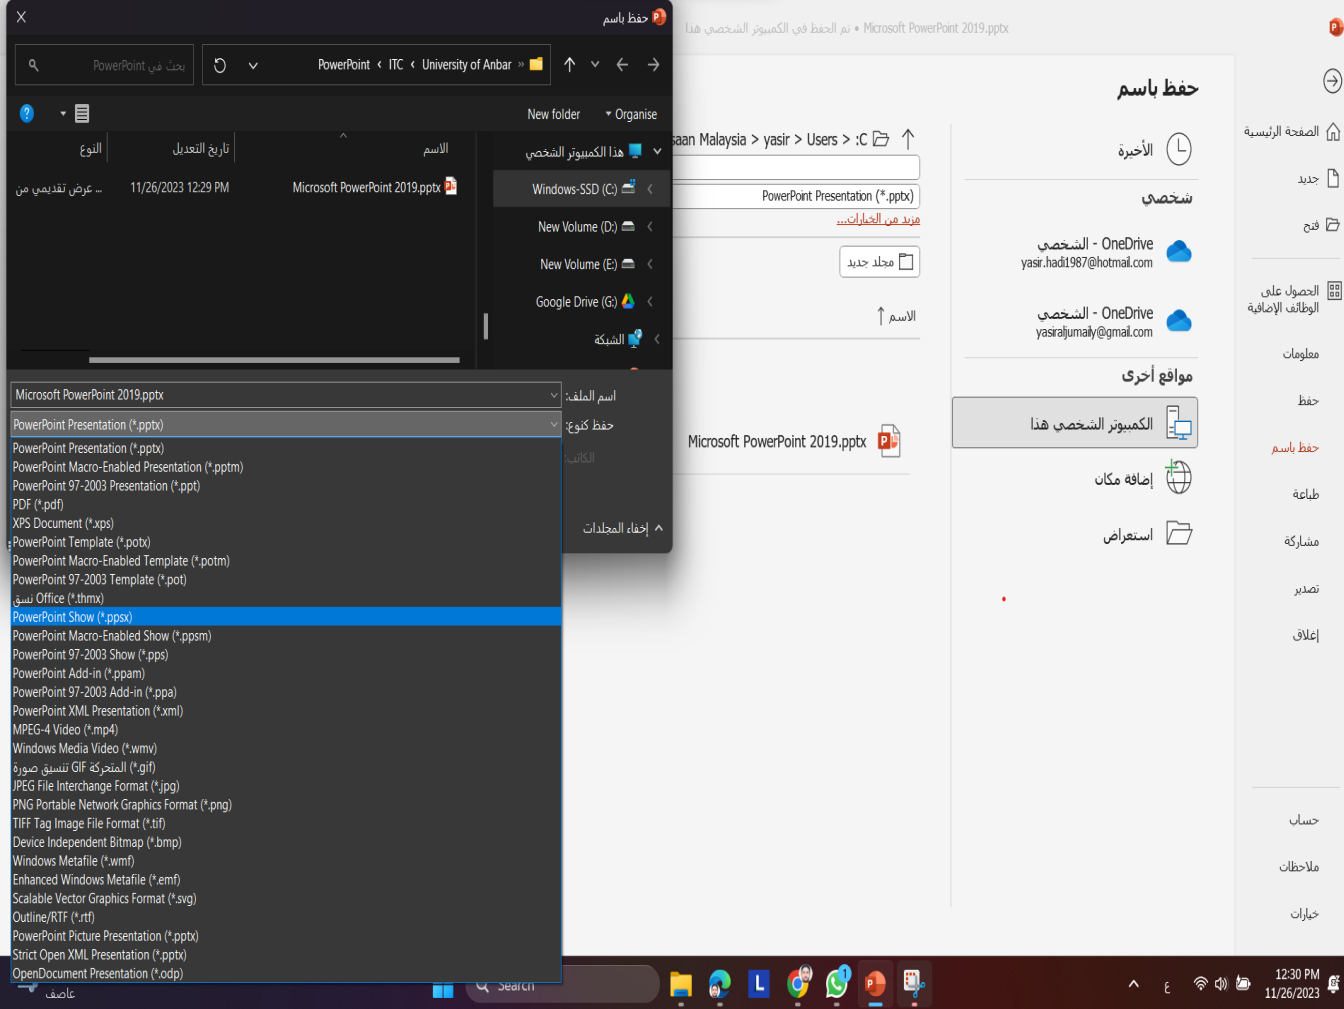 حفظ باسم
PowerPoint ‹ ITC ‹ University of Anbar »
بحث في PowerPoint
New folder
Organise
الاسم
تاريخ التعديل
النوع
Microsoft PowerPoint 2019.pptx
11/26/2023 12:29 PM
عرض تقديمي من ...
هذا الكمبيوتر الشخصي
Windows-SSD (C:)
New Volume (D:)
New Volume (E:)
Google Drive (G:)
الشبكة
اسم الملف:
Microsoft PowerPoint 2019.pptx
حفظ كنوع:
PowerPoint Presentation (*.pptx)
الكاتب:
إخفاء المجلدات
PowerPoint Presentation (*.pptx)
PowerPoint Macro-Enabled Presentation (*.pptm)
PowerPoint 97-2003 Presentation (*.ppt)
PDF (*.pdf)
XPS Document (*.xps)
PowerPoint Template (*.potx)
PowerPoint Macro-Enabled Template (*.potm)
PowerPoint 97-2003 Template (*.pot)
نسق Office (*.thmx)
PowerPoint Show (*.ppsx)
PowerPoint Macro-Enabled Show (*.ppsm)
PowerPoint 97-2003 Show (*.pps)
PowerPoint Add-in (*.ppam)
PowerPoint 97-2003 Add-in (*.ppa)
PowerPoint XML Presentation (*.xml)
MPEG-4 Video (*.mp4)
Windows Media Video (*.wmv)
تنسيق صورة GIF المتحركة (*.gif)
JPEG File Interchange Format (*.jpg)
PNG Portable Network Graphics Format (*.png)
TIFF Tag Image File Format (*.tif)
Device Independent Bitmap (*.bmp)
Windows Metafile (*.wmf)
Enhanced Windows Metafile (*.emf)
Scalable Vector Graphics Format (*.svg)
Outline/RTF (*.rtf)
PowerPoint Picture Presentation (*.pptx)
Strict Open XML Presentation (*.pptx)
OpenDocument Presentation (*.odp)
Microsoft PowerPoint 2019.pptx • تم الحفظ في الكمبيوتر الشخصي هذا
الصفحة الرئيسية
جديد
فتح
الحصول على
الوظائف الإضافية
معلومات
حفظ
حفظ باسم
طباعة
مشاركة
تصدير
إغلاق
حساب
ملاحظات
خيارات
حفظ باسم
الأخيرة
شخصي
OneDrive - الشخصي
yasir.hadi1987@hotmail.com
OneDrive - الشخصي
yasiraljumaily@gmail.com
مواقع أخرى
الكمبيوتر الشخصي هذا
إضافة مكان
استعراض
saan Malaysia > yasir > Users > :C
PowerPoint Presentation (*.pptx)
مزيد من الخيارات...
مجلد جديد
الاسم
Microsoft PowerPoint 2019.pptx
عاصف
Search
1
ع
12:30 PM
11/26/2023